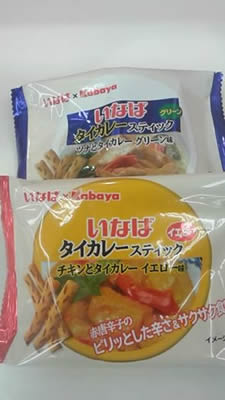 いなば×Kabaya
グリーン
いなば
タイカレースティック
ツナとタイカレー グリーン味
いなば×Kabaya
いなば
イエロー
タイカレースティック
チキンとタイカレー イエロー味
赤唐辛子の
ピリッとした辛さ&サクサク食
イメージ